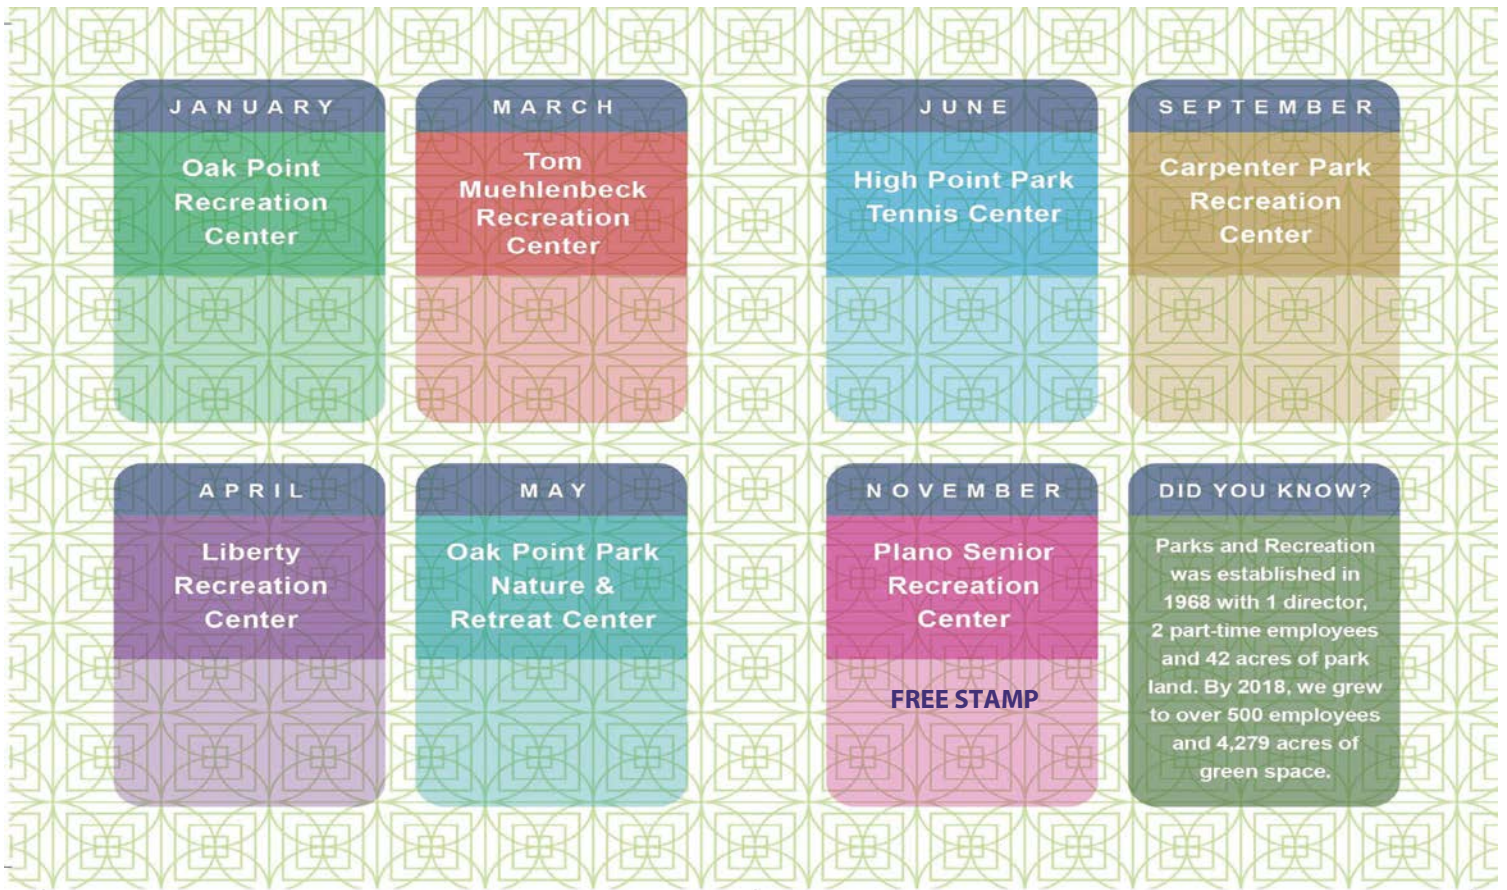 JANUARY
Oak Point
Recreation
Center
MARCH
Tom
Muehlenbeck
Recreation
Center
JUNE
High Point Park
Tennis Center
SEPTEMBER
Carpenter Park
Recreation
Center
APRIL
Liberty
Recreation
Center
MAY
Oak Point Park
Nature &
Retreat Center
NOVEMBER
Plano Senior
Recreation
Center
FREE STAMP
DID YOU KNOW?
Parks and Recreation
was established in
1968 with 1 director,
2 part-time employees
and 42 acres of park
land. By 2018, we grew
to over 500 employees
and 4,279 acres of
green space.